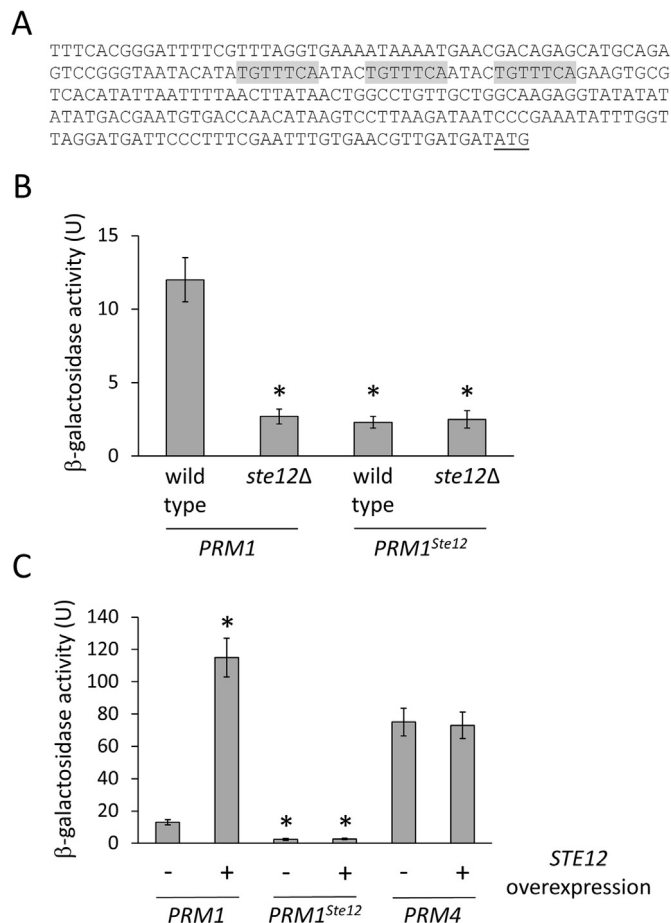 A
TTTCACGGGATTTTCGTTTAGGTGAAAATAAAATGAACGACAGAGCATGCAGA
GTCCGGGTAATACATATGTTTCAATACTGTTTCAATACTGTTTCAGAAGTGCG
TCACATATTAATTTTAACTTATAACTGGCCTGTTGCTGGCAAGAGGTATATAT
ATATGACGAATGTGACCAACATAAGTCCTTAAGATAATCCCGAAATATTTGGT
TAGGATGATTCCCTTTCGAATTTGTGAACGTTGATGATATG
B
β-galactosidase activity (U)
15
10
5
0
*
*
*
wild type
ste12Δ
wild type
ste12Δ
PRM1
PRM1Ste12
C
β-galactosidase activity (U)
140
120
100
80
60
40
20
0
*
*
*
- + - + - +
STE12
overexpression
PRM1 PRM1Ste12 PRM4